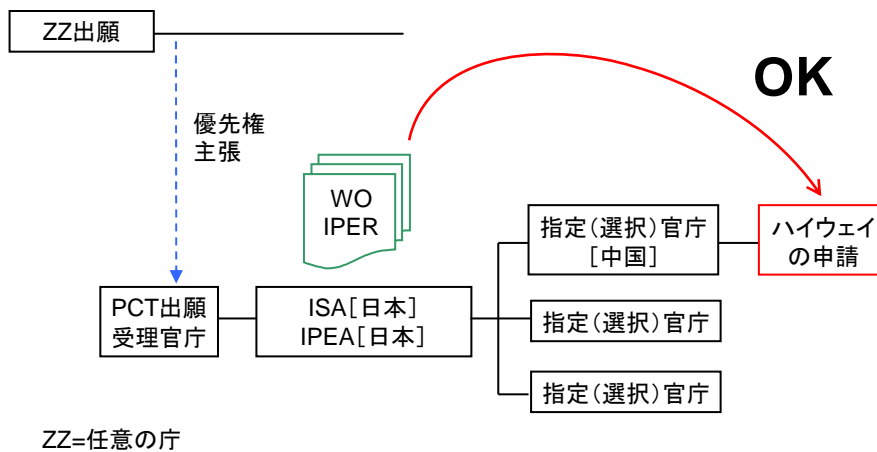 ZZ出願
OK
優先権
主張
WO
IPER
指定(選択)官庁
[中国]
ハイウェイ
の申請
PCT出願
受理官庁
ISA[日本]
IPEA[日本]
指定(選択)官庁
指定(選択)官庁
ZZ=任意の庁